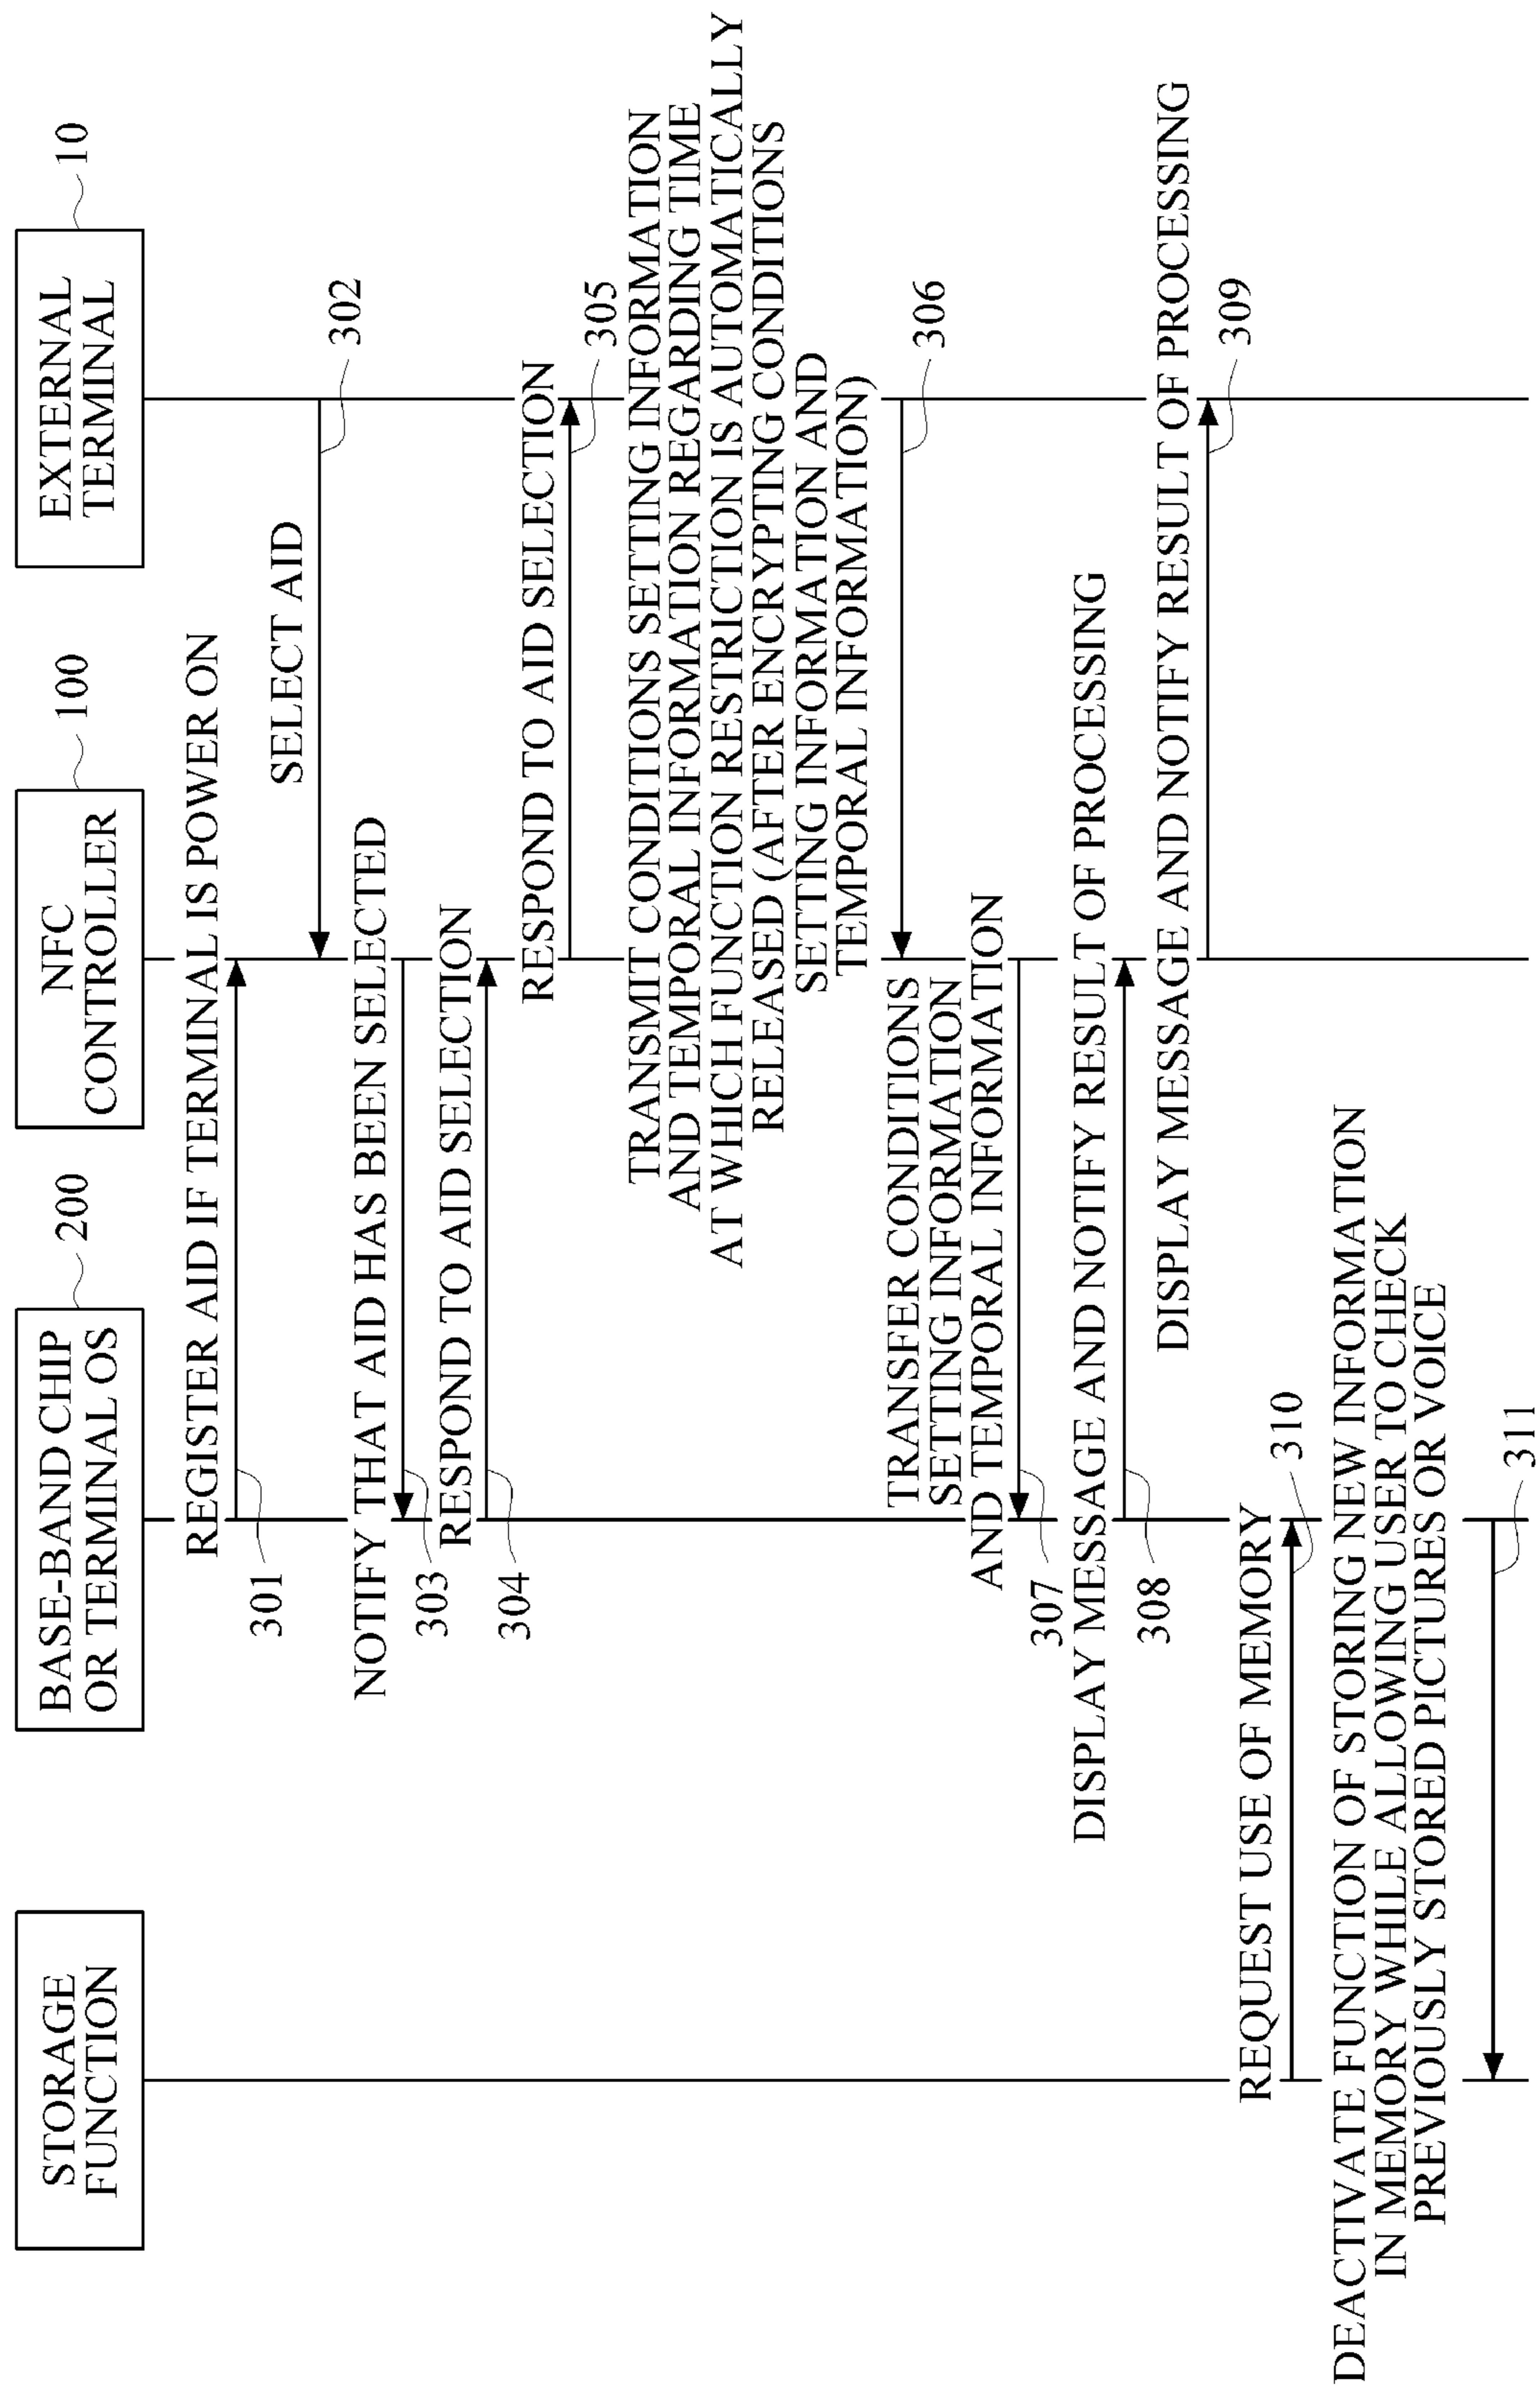 STORAGE
FUNCTION
BASE-BAND CHIP
OR TERMINAL OS
200
NFC
CONTROLLER
100
EXTERNAL
TERMINAL
10
REGISTER AID IF TERMINAL IS POWER ON
301
SELECT AID
302
NOTIFY THAT AID HAS BEEN SELECTED
303
RESPOND TO AID SELECTION
304
RESPOND TO AID SELECTION
305
TRANSMIT CONDITIONS SETTING INFORMATION
AND TEMPORAL INFORMATION REGARDING TIME
AT WHICH FUNCTION RESTRICTION IS AUTOMATICALLY
RELEASED (AFTER ENCRYPTING CONDITIONS
SETTING INFORMATION AND
TEMPORAL INFORMATION)
306
TRANSFER CONDITIONS
SETTING INFORMATION
AND TEMPORAL INFORMATION
307
DISPLAY MESSAGE AND NOTIFY RESULT OF PROCESSING
308
DISPLAY MESSAGE AND NOTIFY RESULT OF PROCESSING
309
REQUEST USE OF MEMORY
310
DEACTIVATE FUNCTION OF STORING NEW INFORMATION
IN MEMORY WHILE ALLOWING USER TO CHECK
PREVIOUSLY STORED PICTURES OR VOICE
311